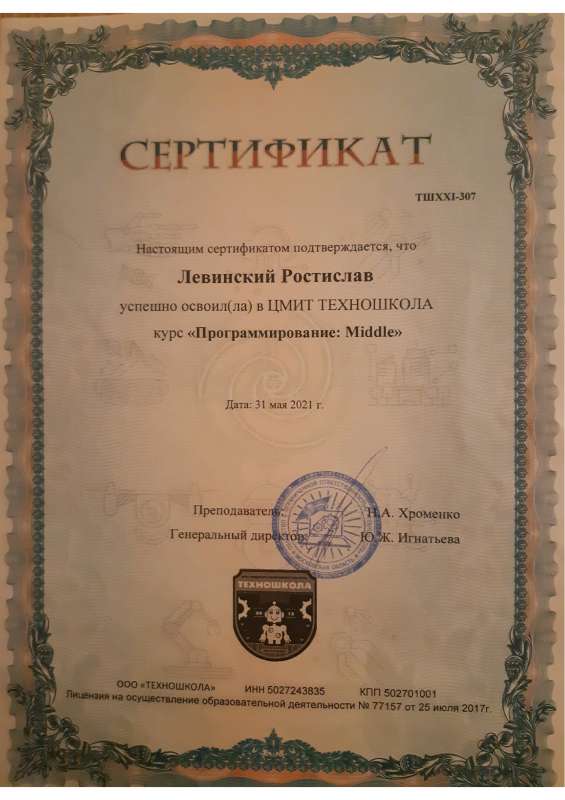 СЕРТИФИКАТ
ТШXXI-307
Настоящим сертификатом подтверждается, что
Левинский Ростислав
успешно освоил(ла) в ЦМИТ ТЕХНОШКОЛА
курс «Программирование: Middle»
Дата: 31 мая 2021 г.
Преподаватель: Н.А. Хроменко
Генеральный директор Ю.Ж. Игнатьева
ТЕХНОШКОЛА
ООО «ТЕХНОШКОЛА» ИНН 5027243835 КПП 502701001
Лицензия на осуществление образовательной деятельности № 77157 от 25 июля 2017г.